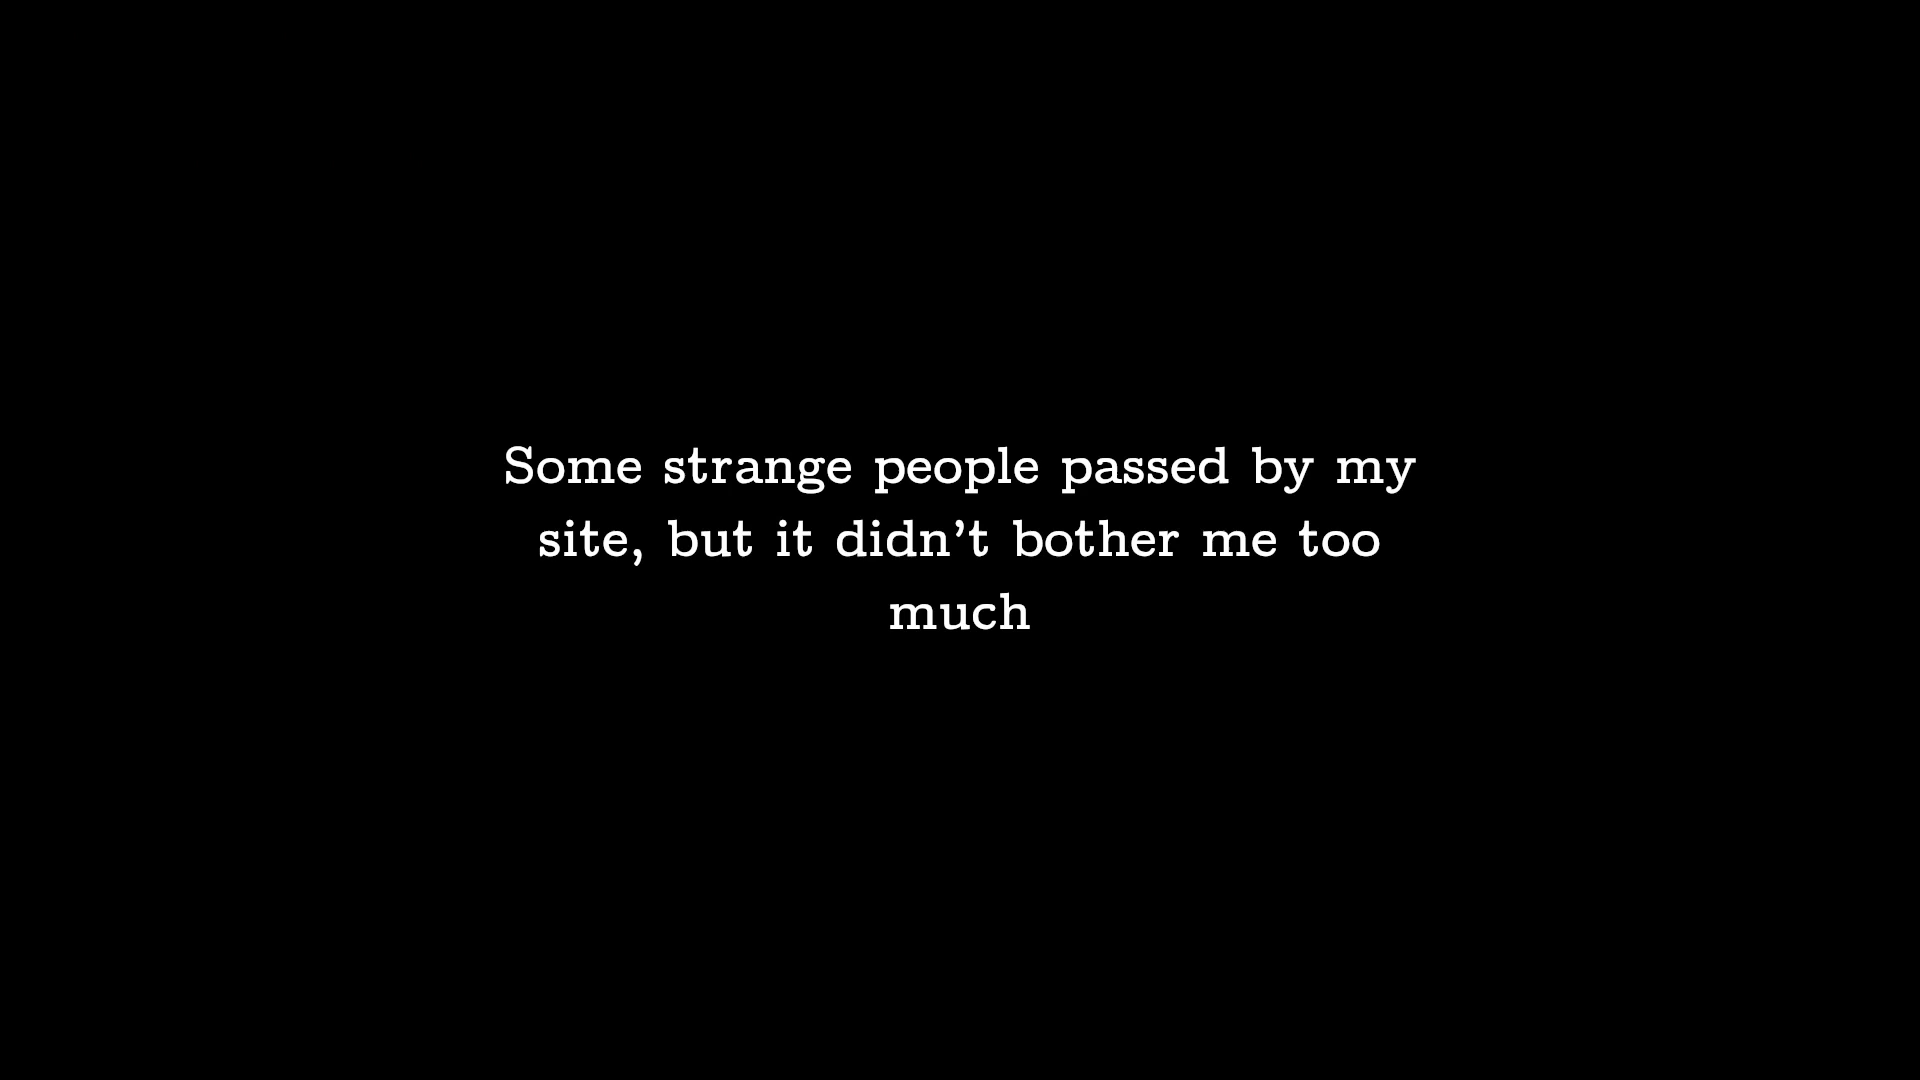 Some strange people passed by my
site, but it didn’t bother me too
much